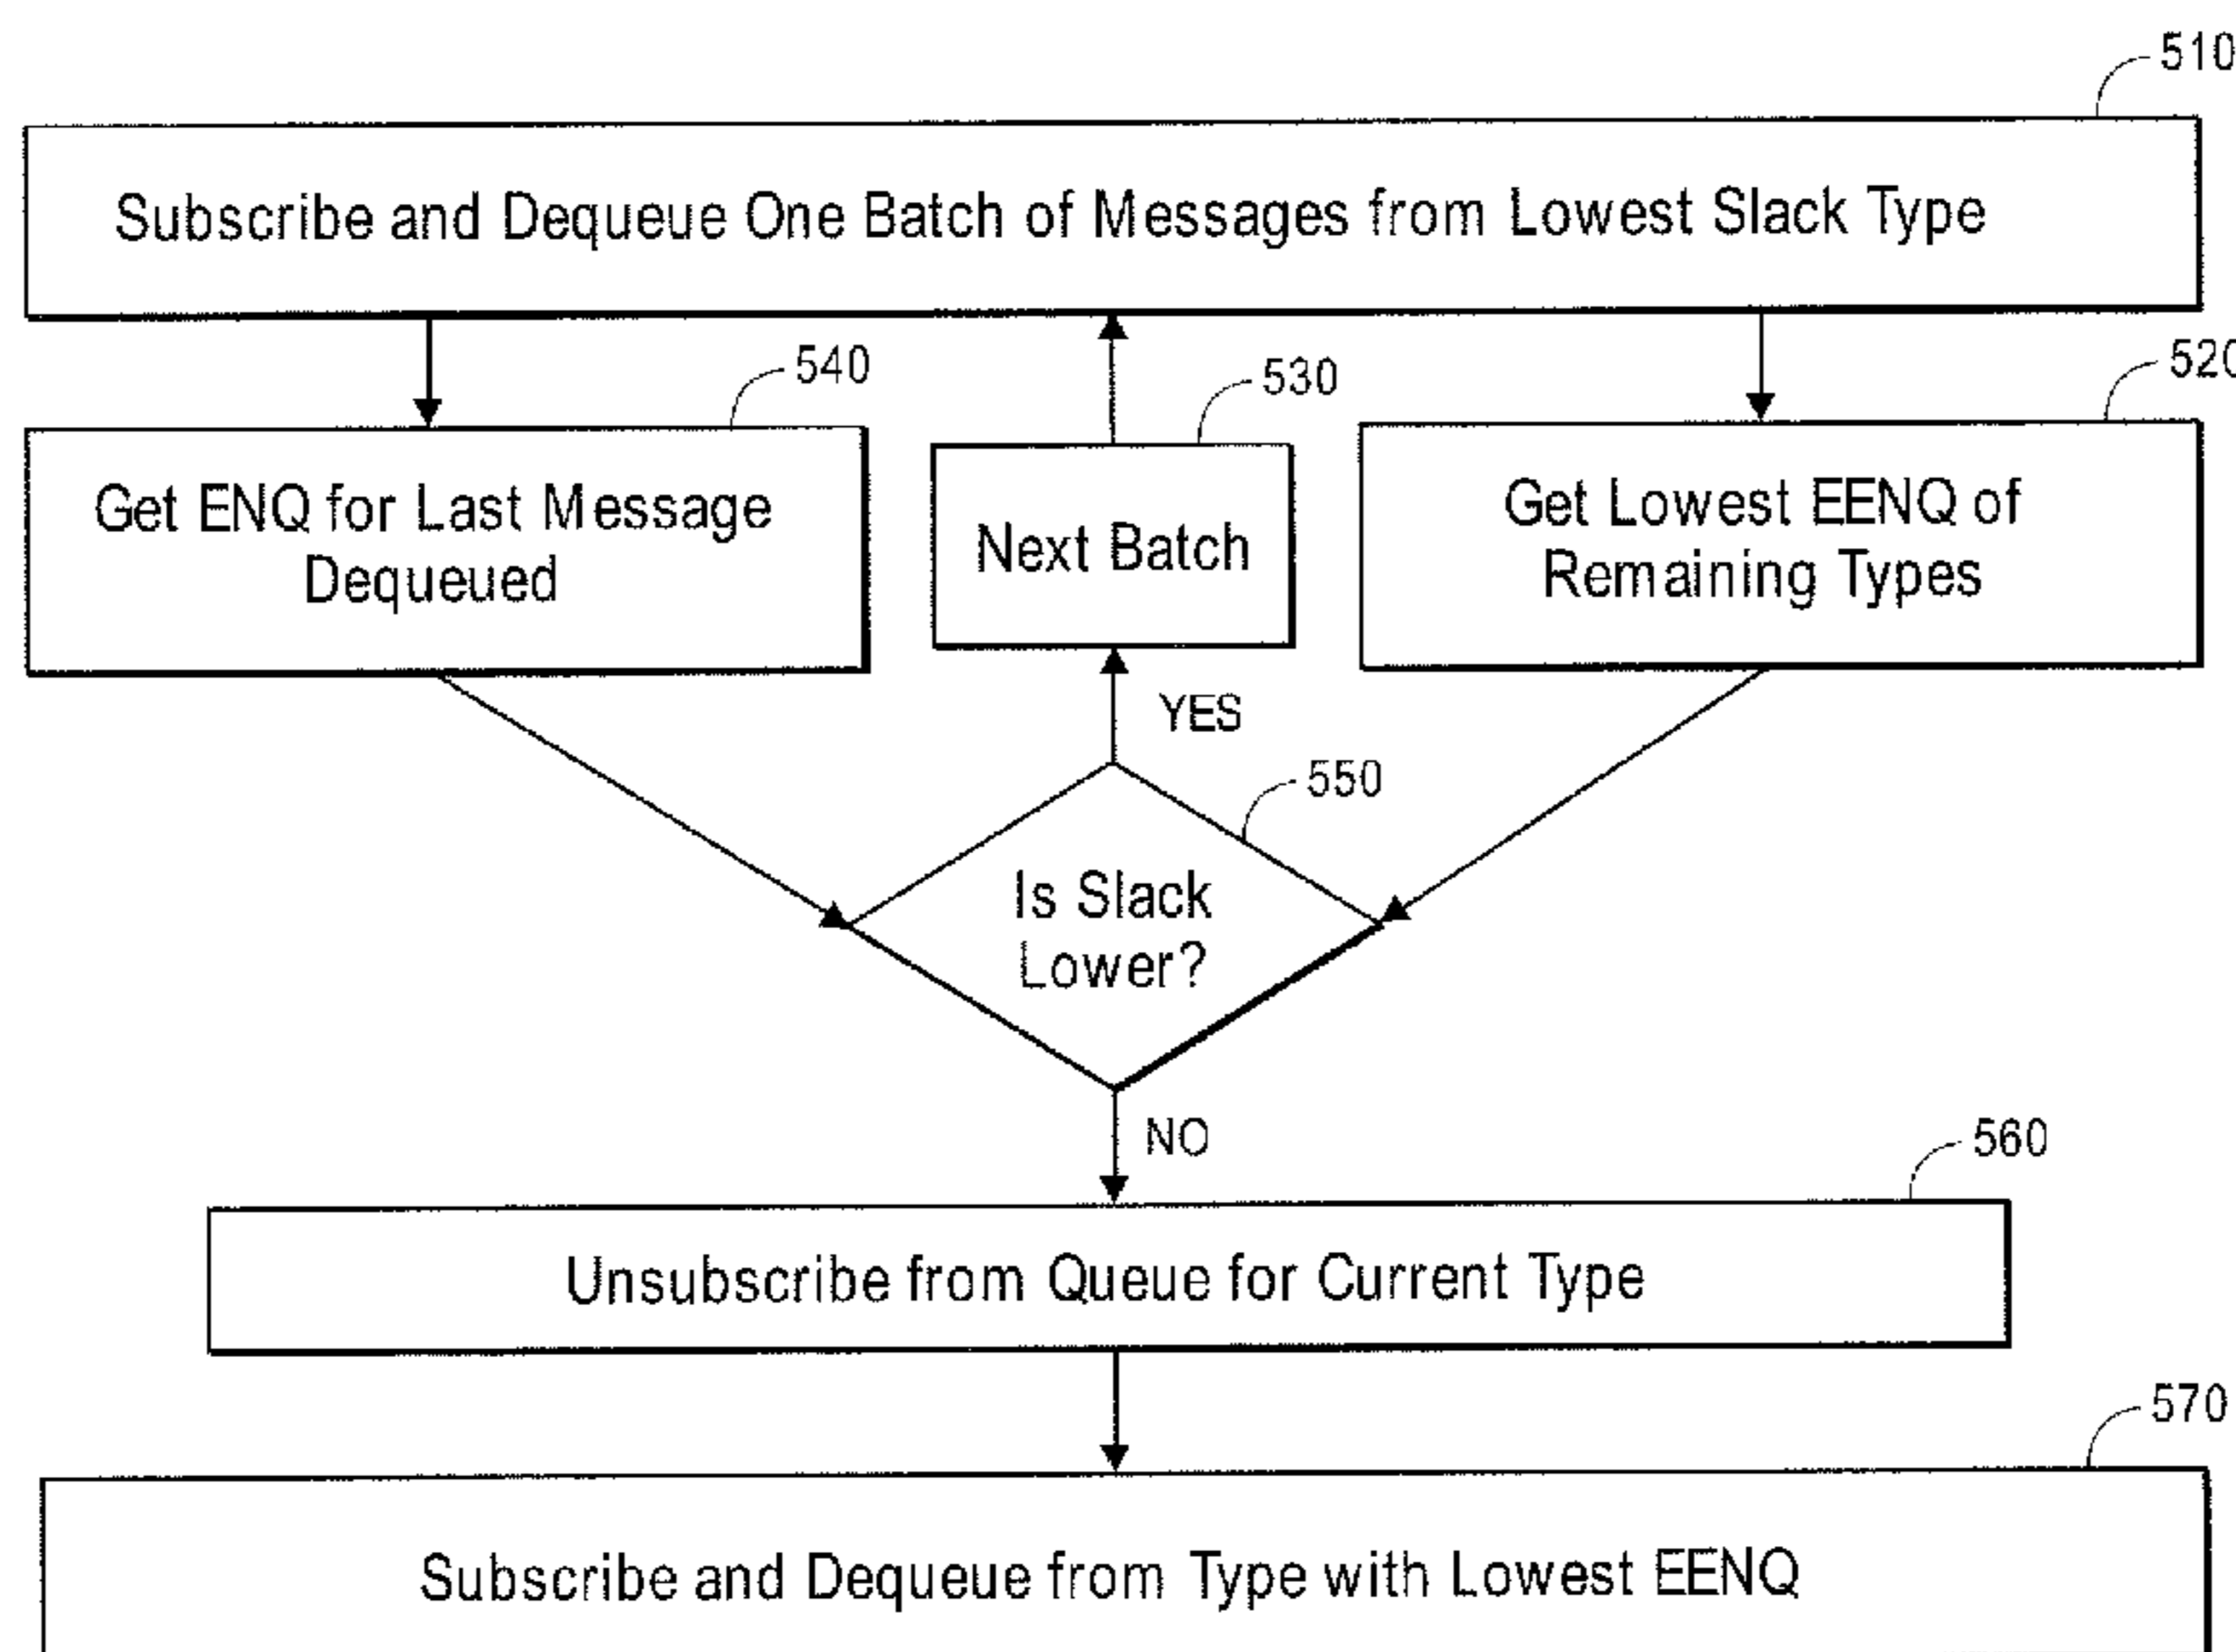 510
Subscribe and Dequeue One Batch of Messages from Lowest Slack Type
540
530
520
Get ENQ for Last Message
Dequeued
Next Batch
Get Lowest EENQ of
Remaining Types
YES
550
Is Slack
Lower?
NO
560
Unsubscribe from Queue for Current Type
570
Subscribe and Dequeue from Type with Lowest EENQ